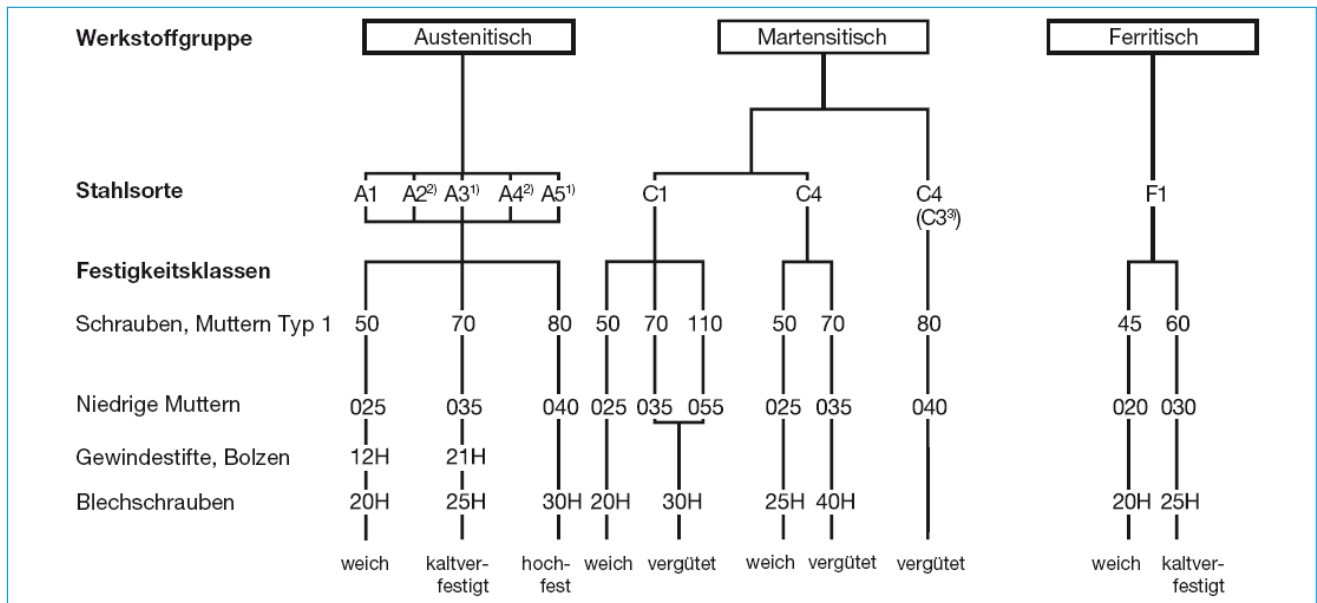 Werkstoffgruppe Austenitisch Martensitisch Ferritisch
Stahlsorte A1 A2²⁾ A3¹⁾ A4²⁾ A5¹⁾ C1 C4 C4 F1
(C3³⁾)
Festigkeitsklassen
Schrauben, Muttern Typ 1 50 70 80 50 70 110 50 70 80 45 60
Niedrige Muttern 025 035 040 025 035 055 025 035 040 020 030
Gewindestifte, Bolzen 12H 21H
Blechschrauben 20H 25H 30H 20H 30H 25H 40H 20H 25H
weich kaltver- hoch- weich vergütet weich vergütet vergütet weich kaltver-
festigt fest festigt